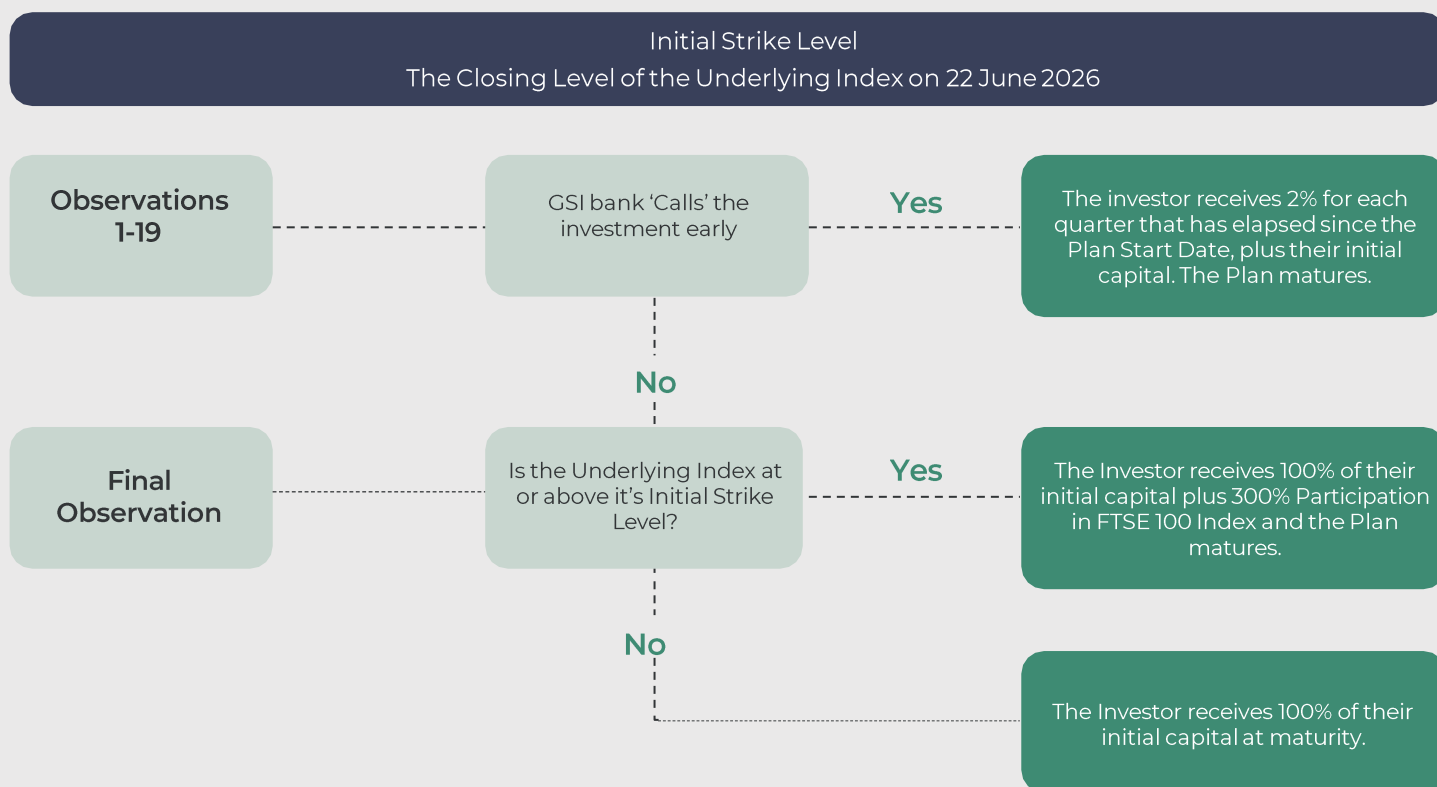 Initial Strike Level
The Closing Level of the Underlying Index on 22 June 2026
Observations
1-19
GSI bank ‘Calls’ the
investment early
Yes
The investor receives 2% for each
quarter that has elapsed since the
Plan Start Date, plus their initial
capital. The Plan matures.
No
Final
Observation
Is the Underlying Index at
or above it’s Initial Strike
Level?
Yes
The Investor receives 100% of their
initial capital plus 300% Participation
in FTSE 100 Index and the Plan
matures.
No
The Investor receives 100% of their
initial capital at maturity.